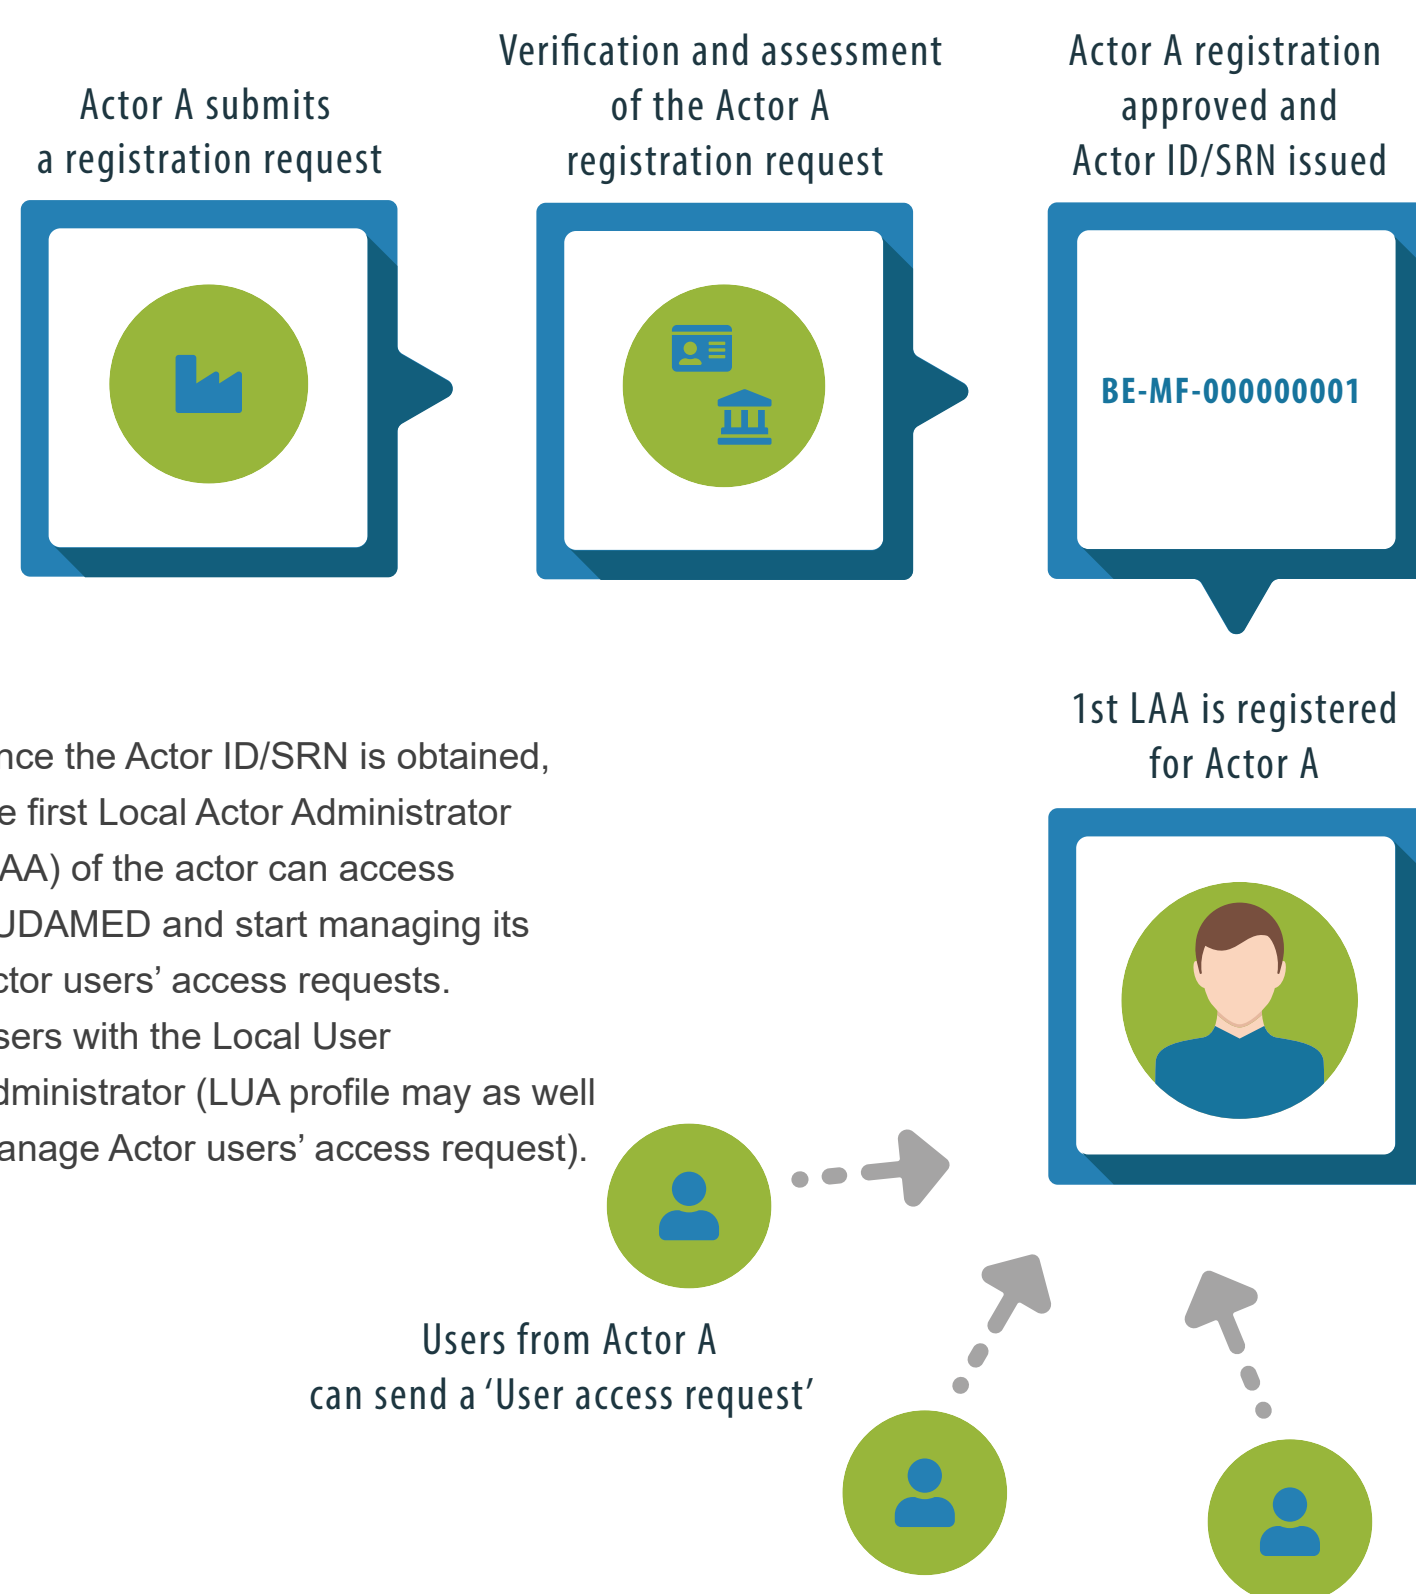 Actor A submits
a registration request
Verification and assessment
of the Actor A
registration request
Actor A registration
approved and
Actor ID/SRN issued
BE-MF-000000001
1st LAA is registered
for Actor A
nce the Actor ID/SRN is obtained,
e first Local Actor Administrator
AA) of the actor can access
UDAMED and start managing its
ctor users’ access requests.
sers with the Local User
dministrator (LUA profile may as well
anage Actor users’ access request).
Users from Actor A
can send a ‘User access request’